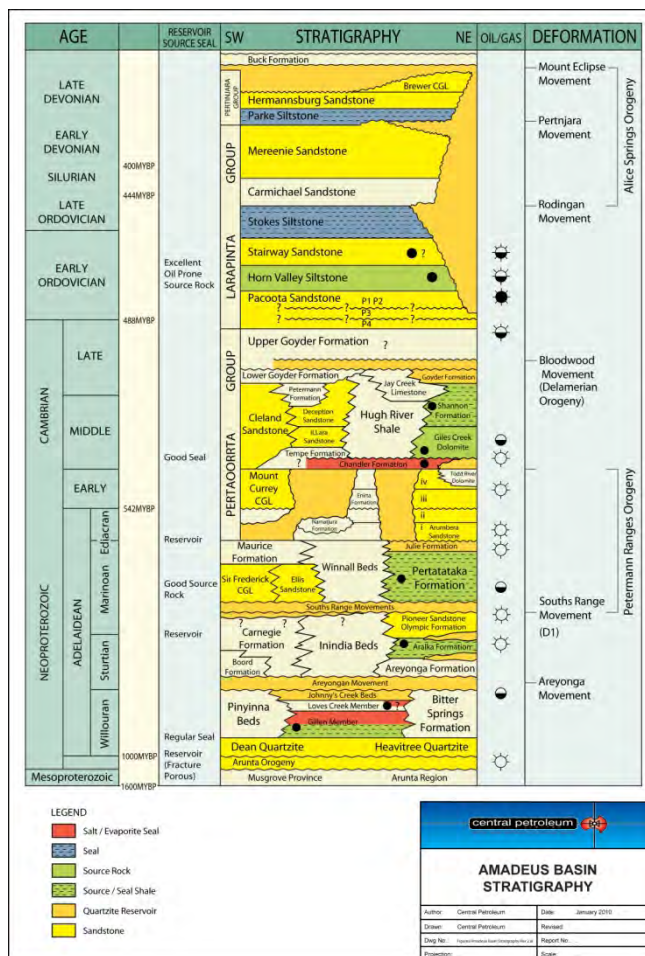 AGE
RESERVOIR
SOURCE SEAL
SW STRATIGRAPHY NE
OIL/GAS
DEFORMATION
Buck Formation
Mount Eclipse
Movement
LATE
DEVONIAN
PERTNJARA
GROUP
Brewer CGL
Hermannsburg Sandstone
Parke Siltstone
Pertnjara
Movement
Alice Springs Orogeny
EARLY
DEVONIAN
400MYBP
Mereenie Sandstone
SILURIAN
444MYBP
Carmichael Sandstone
Rodingan
Movement
LATE
ORDOVICIAN
LARAPINTA GROUP
Stokes Siltstone
EARLY
ORDOVICIAN
Excellent
Oil Prone
Source Rock
Stairway Sandstone ?
Horn Valley Siltstone
Pacoota Sandstone P1 P2
? ? ? P3 ?
? ? ? P4 ?
488MYBP
CAMBRIAN
LATE
PERTAOORRTA GROUP
Upper Goyder Formation ?
Lower Goyder Formation
Goyder Formation
Bloodwood
Movement
(Delamerian
Orogeny)
MIDDLE
Petermann
Formation
Jay Creek
Limestone
Cleland
Sandstone
Deception
Sandstone
Hugh River
Shale
Shannon
Formation
Illara Sandstone
Giles Creek
Dolomite
Good Seal
Tempe Formation
?
Chandler Formation
EARLY
542MYBP
Mount
Currey
CGL
Todd River
Dolomite
Eninta
Formation
iv
iii
ii
i Arumbera
Sandstone
Namatjira
Formation
Petermann Ranges Orogeny
NEOPROTEROZOIC
ADELAIDEAN
Ediacran
Reservoir
Maurice
Formation
Winnall Beds
Julie Formation
Marinoan
Good Source
Rock
Sir Frederick
CGL
Ellis
Sandstone
Pertatataka
Formation
Souths Range Movements
Souths Range
Movement
(D1)
Reservoir
? ? ?
Pioneer Sandstone
Olympic Formation
Sturtian
Carnegie
Formation
Inindia Beds
Aralka Formation
Boord
Formation
Areyonga Formation
Areyongan Movement
Areyonga
Movement
Willouran
Johnny's Creek Beds
Pinyinna
Beds
Loves Creek Member ?
Bitter
Springs
Formation
Gillen Member
Regular Seal
Dean Quartzite Heavitree Quartzite
1000MYBP
Reservoir
(Fracture
Porous)
Arunta Orogeny
Mesoproterozoic
1600MYBP
Musgrove Province Arunta Region
LEGEND
Salt / Evaporite Seal
Seal
Source Rock
Source / Seal Shale
Quartzite Reservoir
Sandstone
central petroleum
AMADEUS BASIN
STRATIGRAPHY
Author: Central Petroleum
Date: January 2010
Drawn: Central Petroleum
Revised
Dwg No
Report No.
Projection:
Scale: